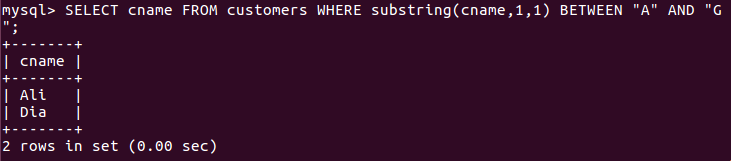 mysql> SELECT cname FROM customers WHERE substring(cname,1,1) BETWEEN "A" AND "G
";
+-------+
| cname |
+-------+
| Ali   |
| Dia   |
+-------+
2 rows in set (0.00 sec)